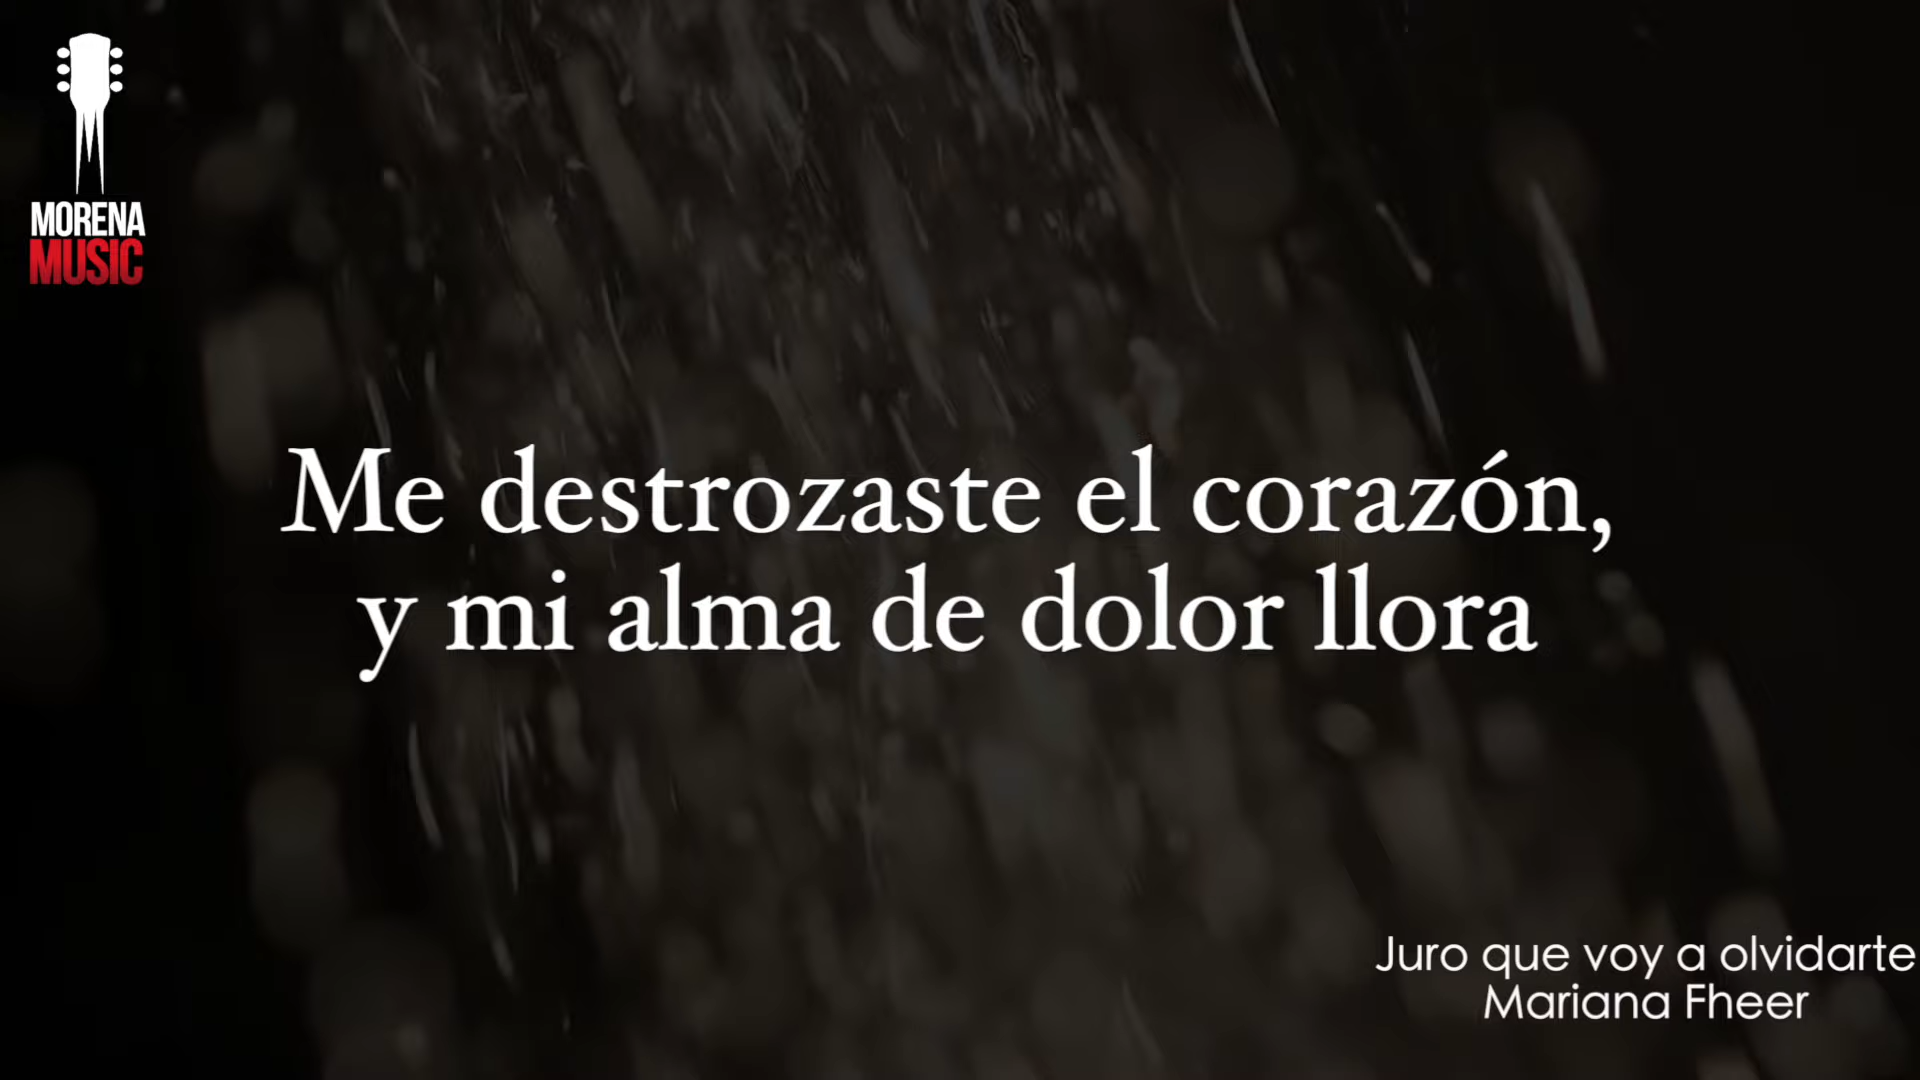 MORENA
MUSIC
Me destrozaste el corazón,
y mi alma de dolor llora
Juro que voy a olvidarte
Mariana Fheer